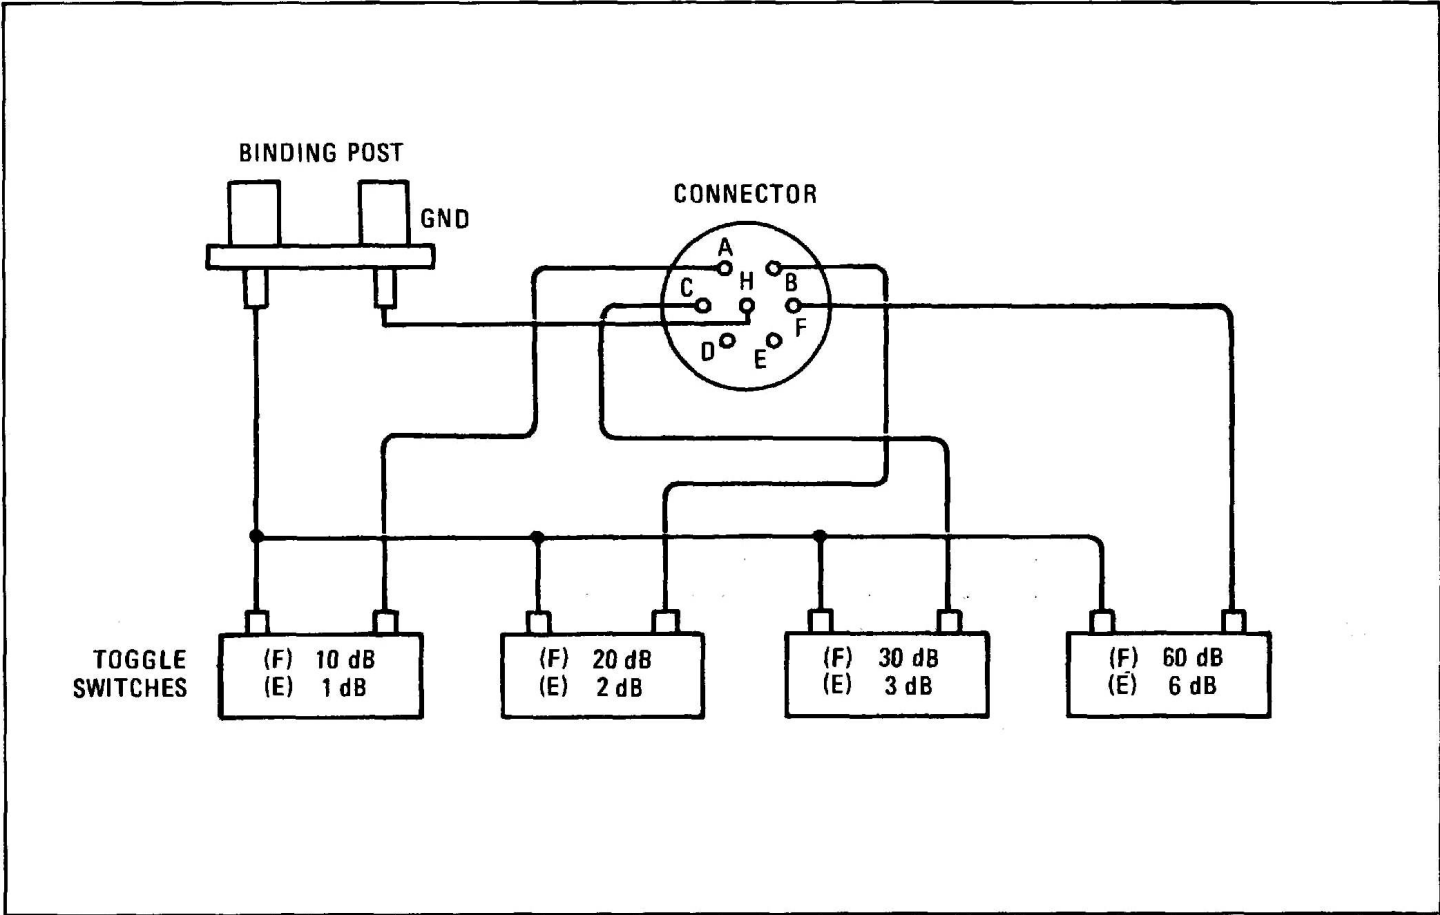 BINDING POST
GND
CONNECTOR
A
B
C
H
F
D
E
TOGGLE
SWITCHES
(F) 10 dB
(E) 1 dB
(F) 20 dB
(E) 2 dB
(F) 30 dB
(E) 3 dB
(F) 60 dB
(E) 6 dB